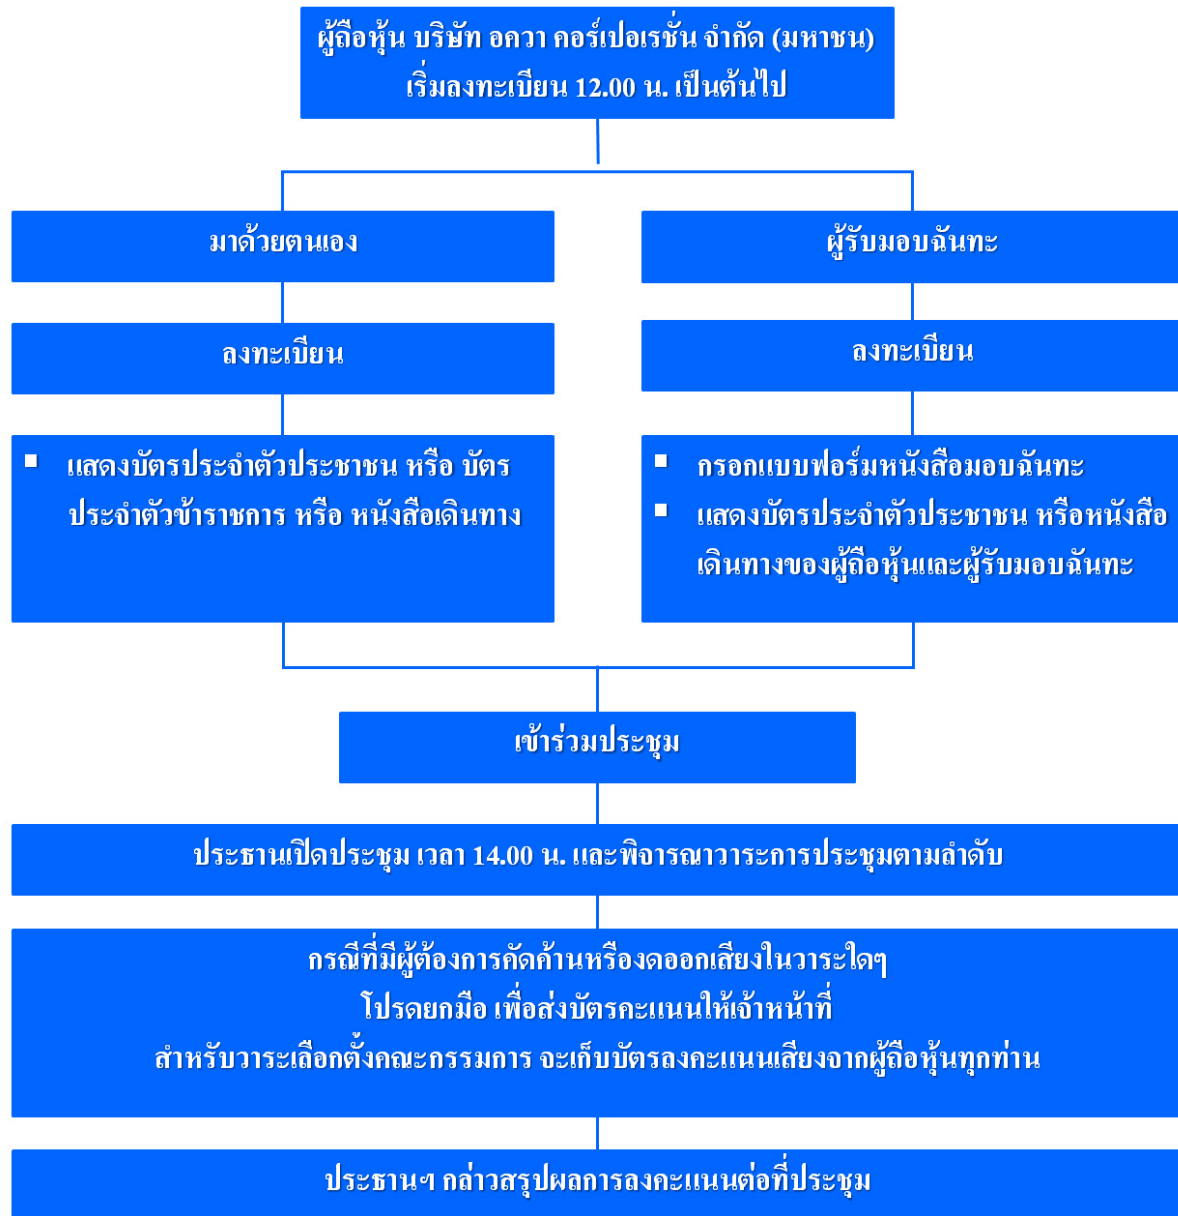 ผู้ถือหุ้น บริษัท อควา คอร์เปอเรชั่น จำกัด (มหาชน)
เริ่มลงทะเบียน 12.00 น. เป็นต้นไป
มาด้วยตนเอง
ผู้รับมอบฉันทะ
ลงทะเบียน
ลงทะเบียน
▪ แสดงบัตรประจำตัวประชาชน หรือ บัตร
ประจำตัวข้าราชการ หรือ หนังสือเดินทาง
▪ กรอกแบบฟอร์มหนังสือมอบฉันทะ
▪ แสดงบัตรประจำตัวประชาชน หรือหนังสือ
เดินทางของผู้ถือหุ้นและผู้รับมอบฉันทะ
เข้าร่วมประชุม
ประธานเปิดประชุม เวลา 14.00 น. และพิจารณาวาระการประชุมตามลำดับ
กรณีที่มีผู้ต้องการคัดค้านหรืองดออกเสียงในวาระใดๆ
โปรดยกมือ เพื่อส่งบัตรคะแนนให้เจ้าหน้าที่
สำหรับวาระเลือกตั้งคณะกรรมการ จะเก็บบัตรลงคะแนนเสียงจากผู้ถือหุ้นทุกท่าน
ประธานฯ กล่าวสรุปผลการลงคะแนนต่อที่ประชุม